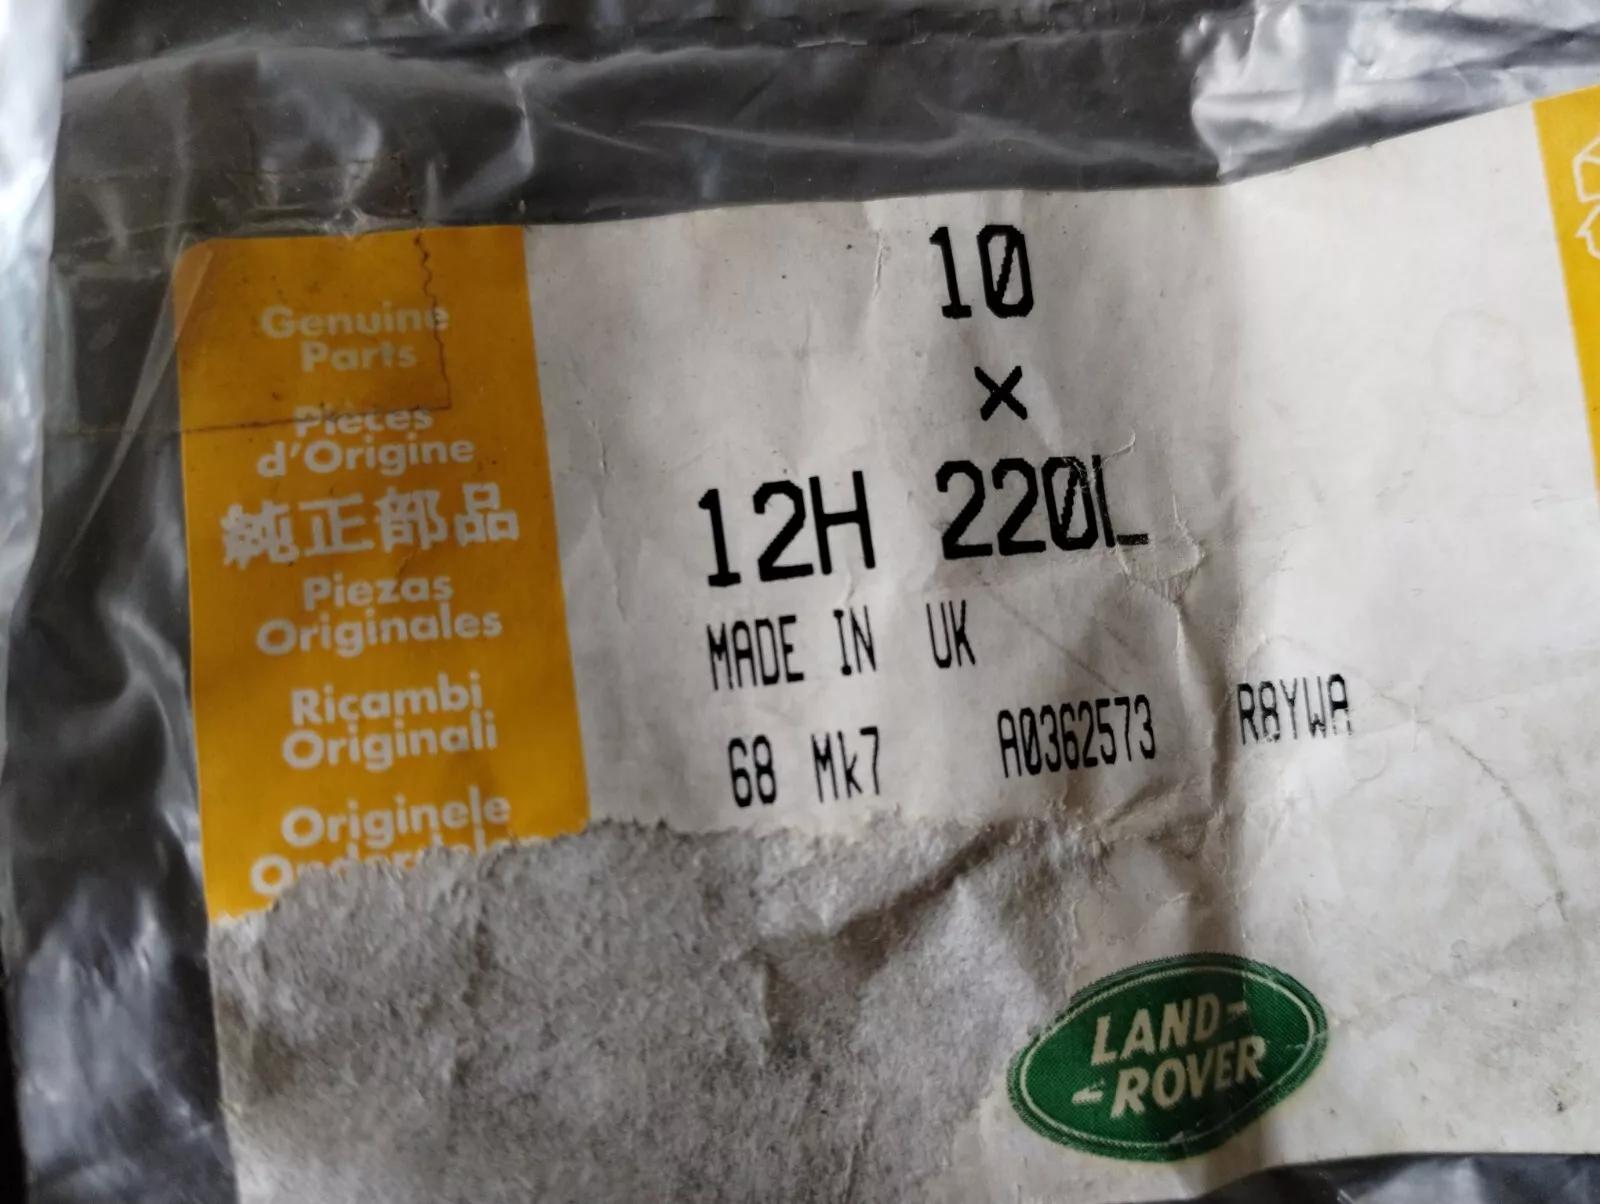 Genuine
Parts
Pièces
d'Origine
純正部品
Piezas
Originales
Ricambi
Originali
Originele
Onderdelen
10
×
12H 220L
MADE IN UK
68 Mk7 A0362573 R8YWA
LAND-
-ROVER